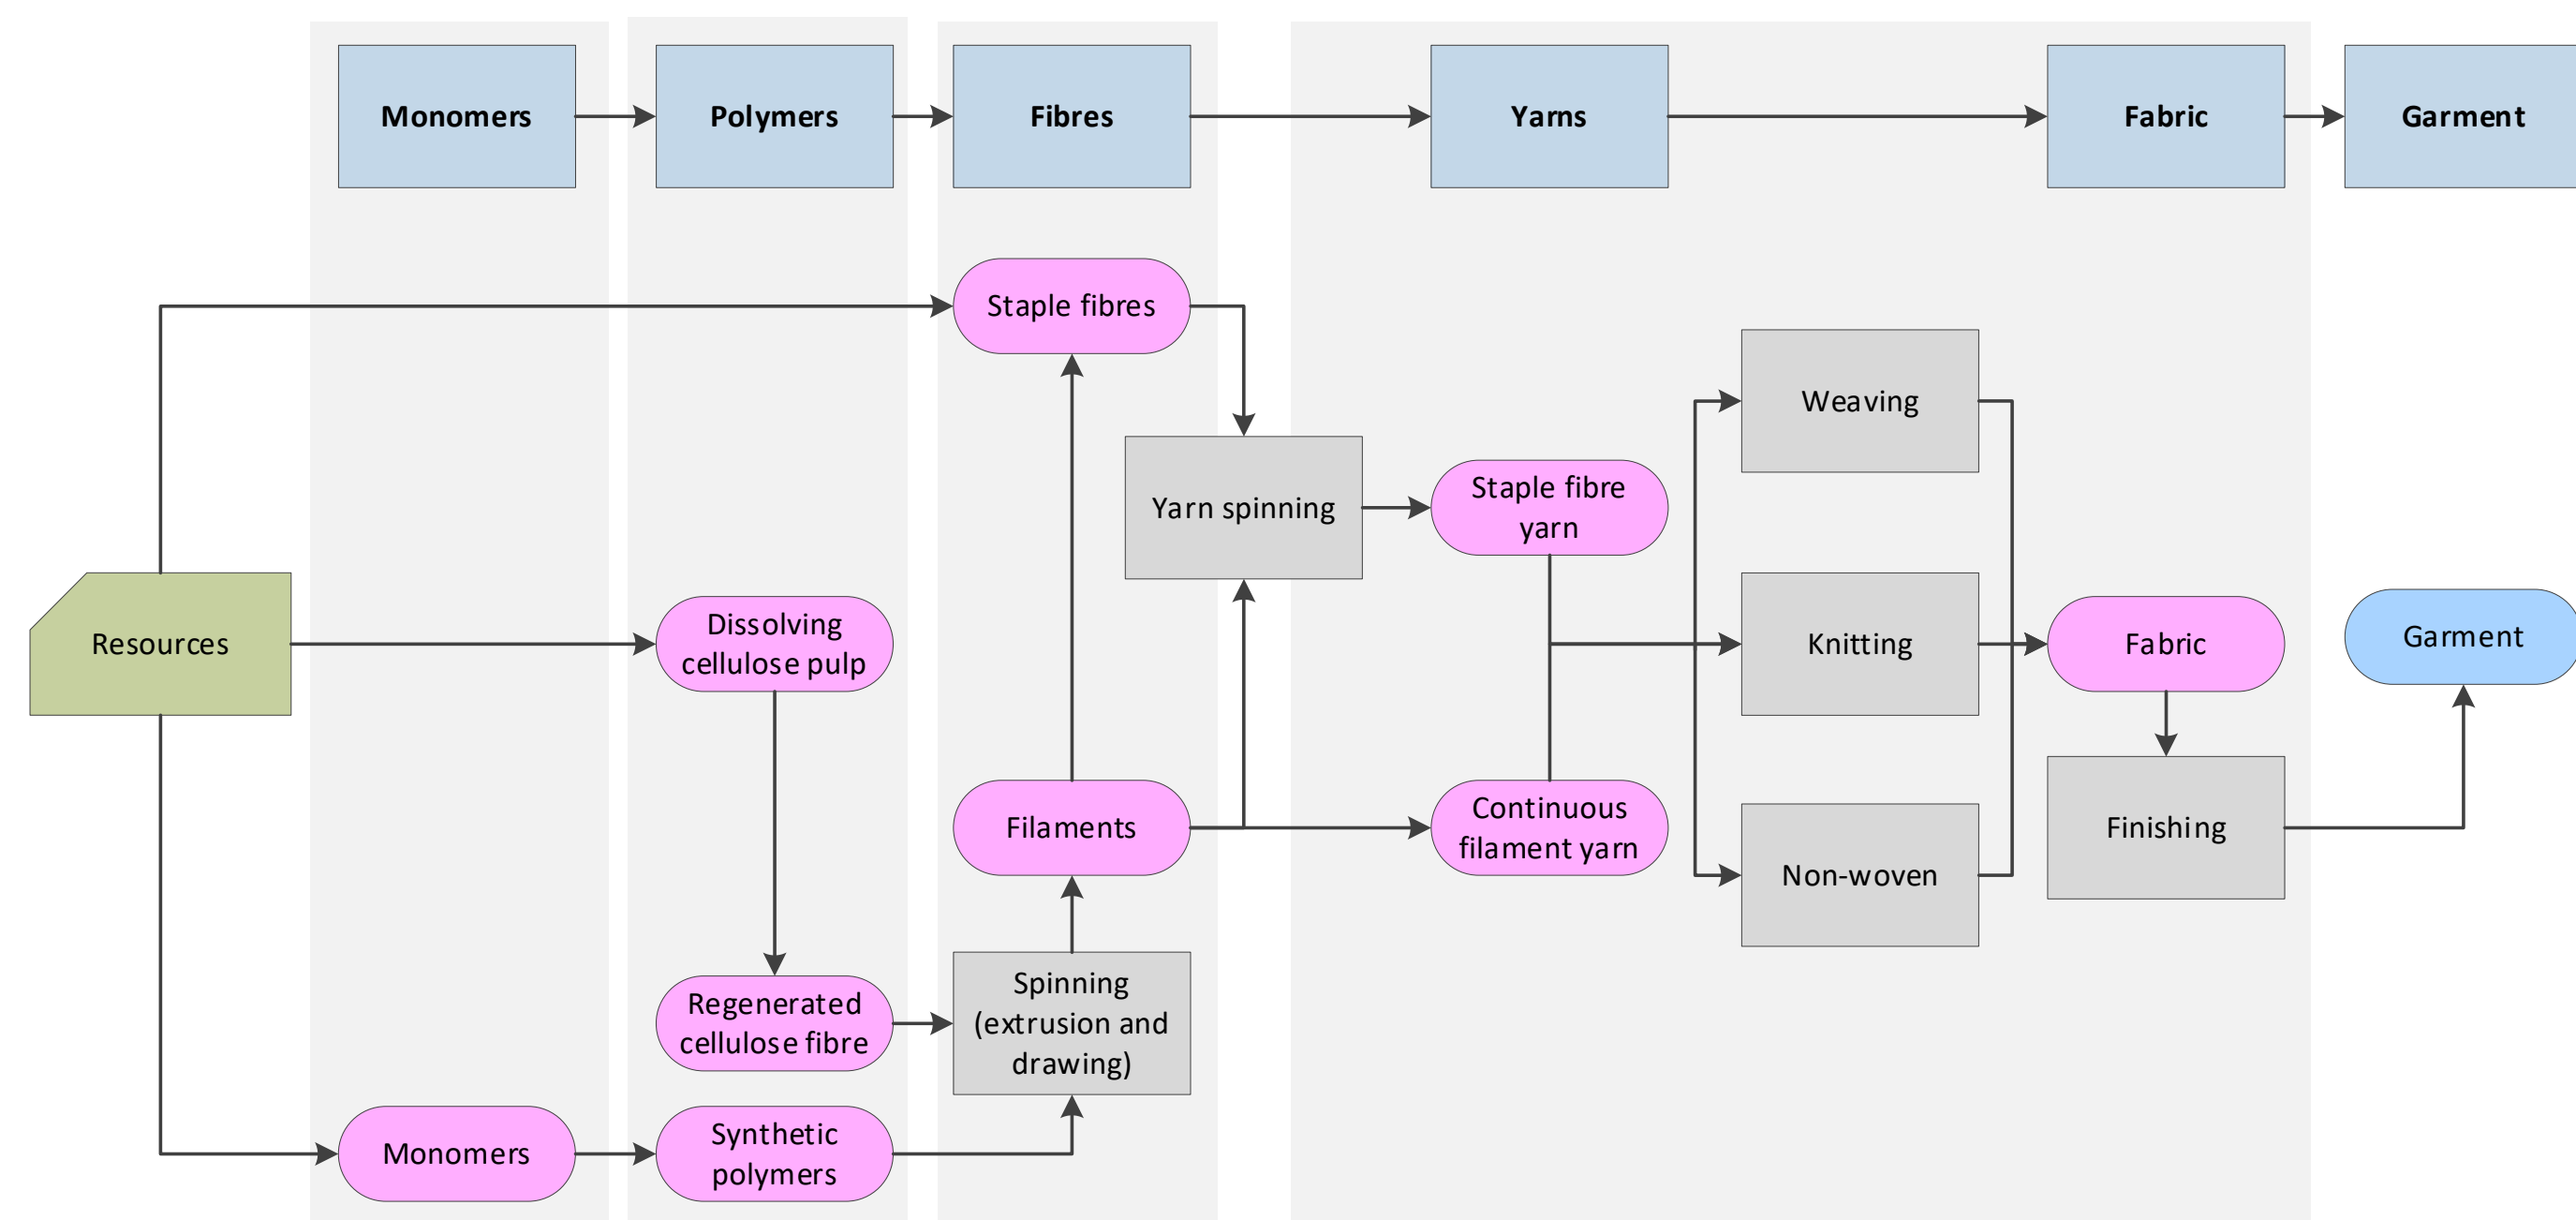 Monomers
Polymers
Fibres
Yarns
Fabric
Garment
Staple fibres
Weaving
Yarn spinning
Staple fibre
yarn
Resources
Dissolving
cellulose pulp
Knitting
Fabric
Garment
Filaments
Continuous
filament yarn
Non-woven
Finishing
Regenerated
cellulose fibre
Spinning
(extrusion and
drawing)
Monomers
Synthetic
polymers